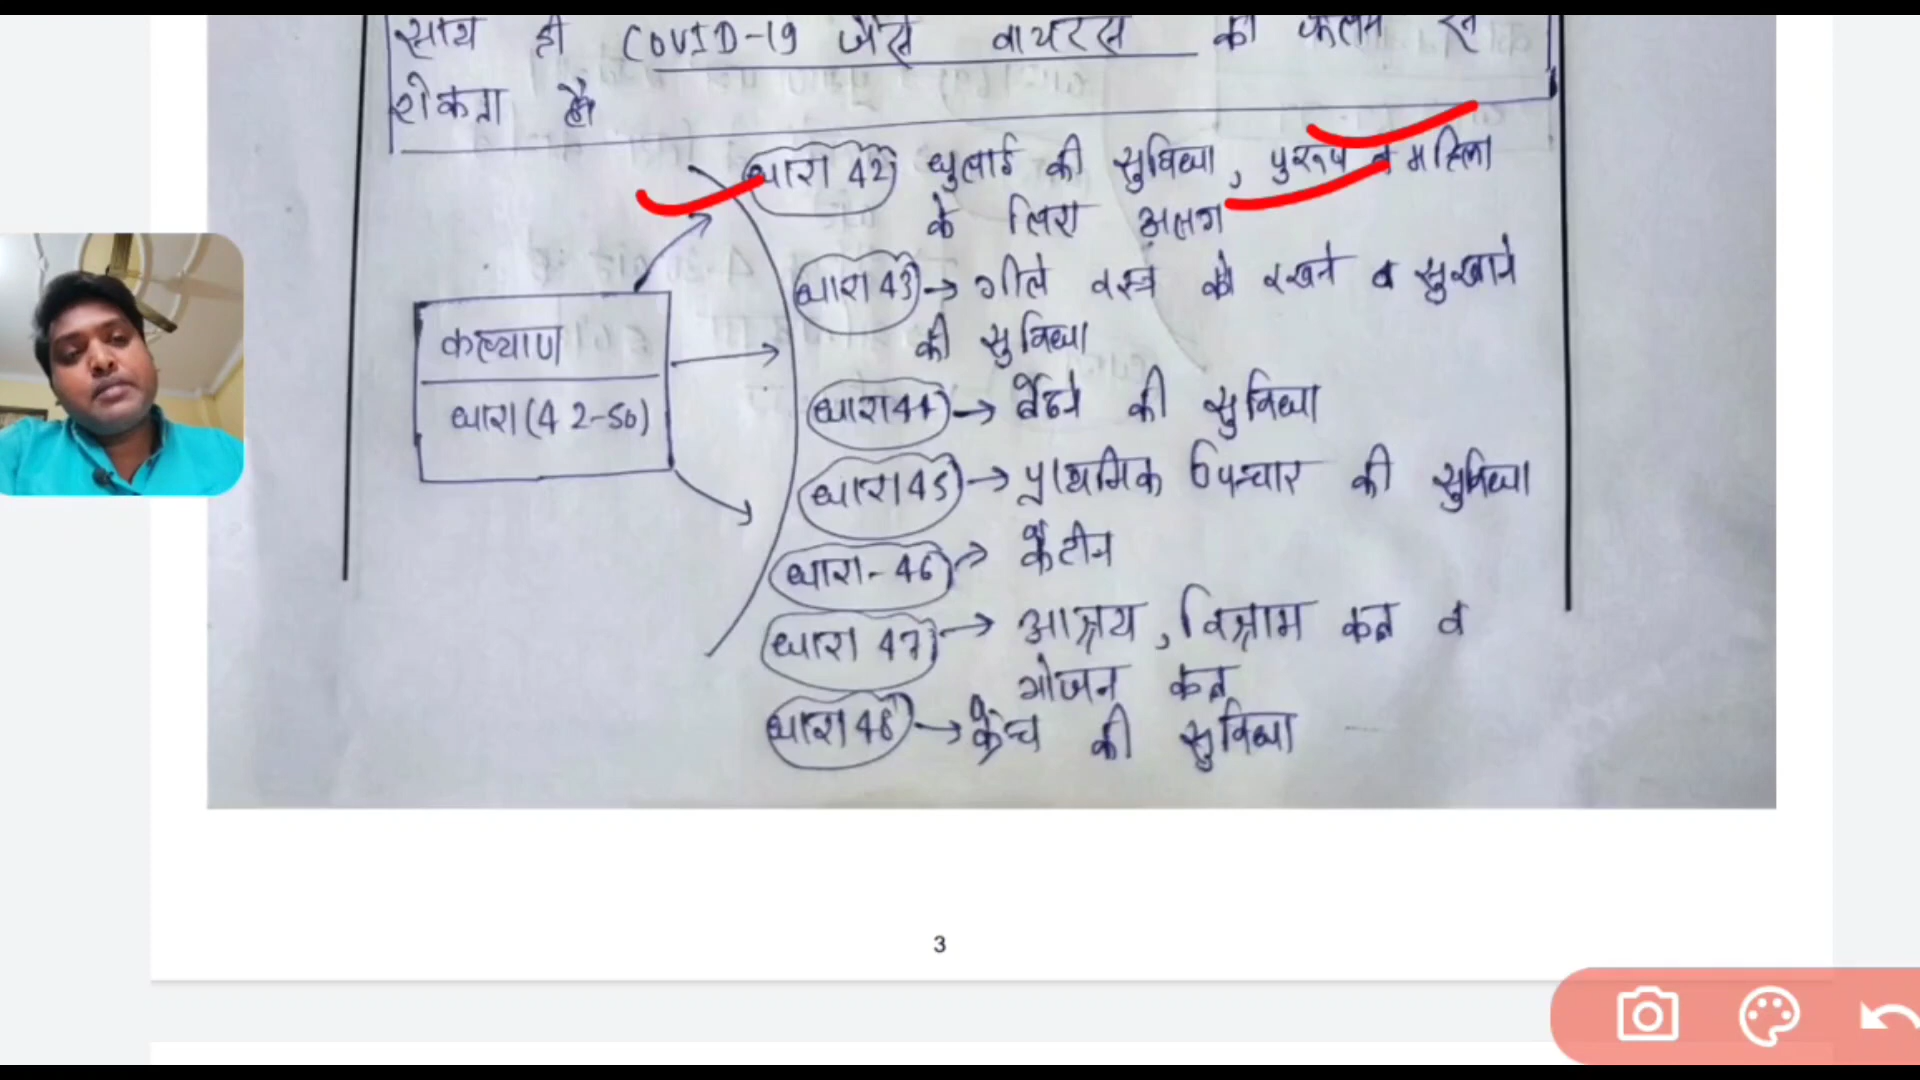 साथ ही COVID-19 जैसे वायरस को फैलने से
रोकना है
धारा 42 धुलाई की सुविधा, पुरूष व महिला
के लिए अलग
धारा 43 → गीले वस्त्र को रखने व सुखाने
की सुविधा
कल्याण
धारा (42-50)
धारा 44 → बैठने की सुविधा
धारा 45 → प्राथमिक उपचार की सुविधा
धारा - 46 → कैंटीन
धारा 47 → आश्रय, विश्राम कक्ष व
भोजन कक्ष
धारा 48 → क्रेच की सुविधा
3